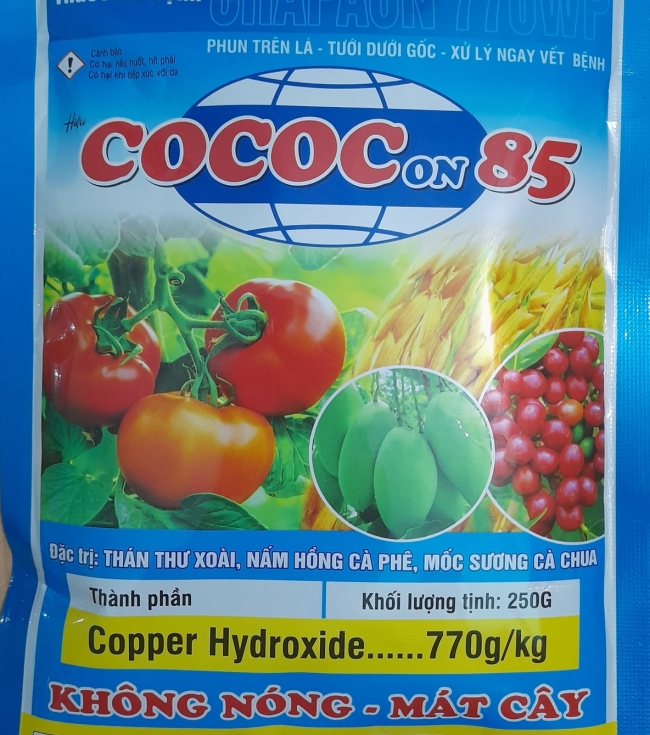 CHAPAON 770WP
PHUN TRÊN LÁ - TƯỚI DƯỚI GỐC - XỬ LÝ NGAY VẾT BỆNH
Cảnh báo
Có hại nếu nuốt, hít phải
Có hại khi tiếp xúc với da
Hiệu
COCOC ON 85
Đặc trị: THÁN THƯ XOÀI, NẤM HỒNG CÀ PHÊ, MỐC SƯƠNG CÀ CHUA
Thành phần
Khối lượng tịnh: 250G
Copper Hydroxide......770g/kg
KHÔNG NÓNG - MÁT CÂY